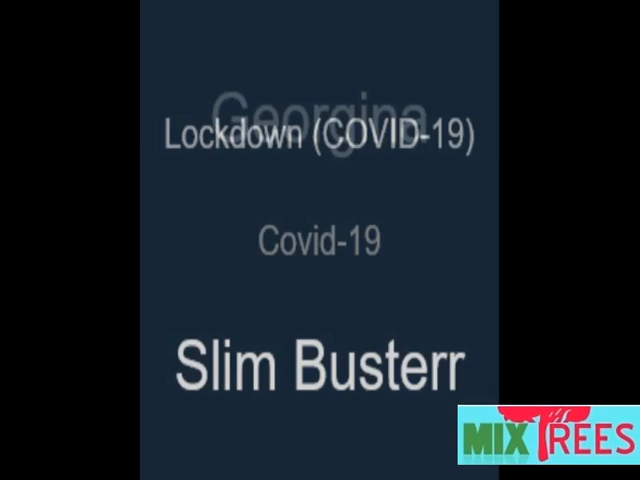 Georgina
Lockdown (COVID-19)
Covid-19
Slim Busterr
MIXTREES